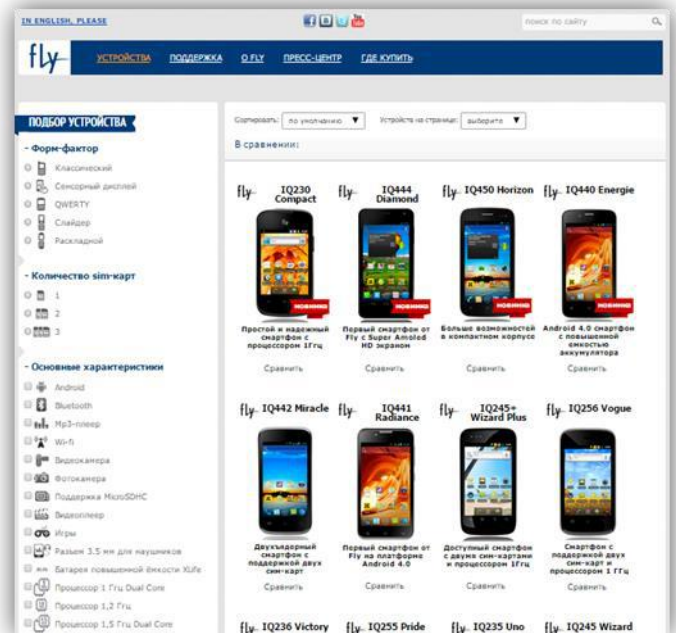 IN ENGLISH, PLEASE
поиск по сайту
fly
УСТРОЙСТВА ПОДДЕРЖКА О FLY ПРЕСС-ЦЕНТР ГДЕ КУПИТЬ
ПОДБОР УСТРОЙСТВА
- Форм-фактор
Классический
Сенсорный дисплей
QWERTY
Слайдер
Раскладной
- Количество sim-карт
1
2
3
- Основные характеристики
Android
Bluetooth
Mp3-плеер
Wi-fi
Видеокамера
Фотокамера
Поддержка MicroSDHC
Видеоплеер
Игры
Разъем 3.5 мм для наушников
Батарея повышенной ёмкости XLife
Процессор 1 Ггц Dual Core
Процессор 1,2 Ггц
Процессор 1,5 Ггц Dual Core
Сортировать: по умолчанию ▼ Устройств на странице: выберите ▼
В сравнении:
fly IQ230 Compact
НОВИНКА
Простой и надежный
смартфон с
процессором 1Ггц
Сравнить
fly IQ444 Diamond
НОВИНКА
Первый смартфон от
Fly с Super Amoled
HD экраном
Сравнить
fly IQ450 Horizon
НОВИНКА
Больше возможностей
в компактном корпусе
Сравнить
fly IQ440 Energie
НОВИНКА
Android 4.0 смартфон
с повышенной
емкостью
аккумулятора
Сравнить
fly IQ442 Miracle
Двухъядерный
смартфон с
поддержкой двух
сим-карт
Сравнить
fly IQ441 Radiance
Первый смартфон от
Fly на платформе
Android 4.0
Сравнить
fly IQ245+ Wizard Plus
Доступный смартфон
с двумя сим-картами
и процессором 1Ггц
Сравнить
fly IQ256 Vogue
Смартфон с
поддержкой двух
сим-карт и
процессором 1 ГГц
Сравнить
fly IQ236 Victory
fly IQ255 Pride
fly IQ235 Uno
fly IQ245 Wizard